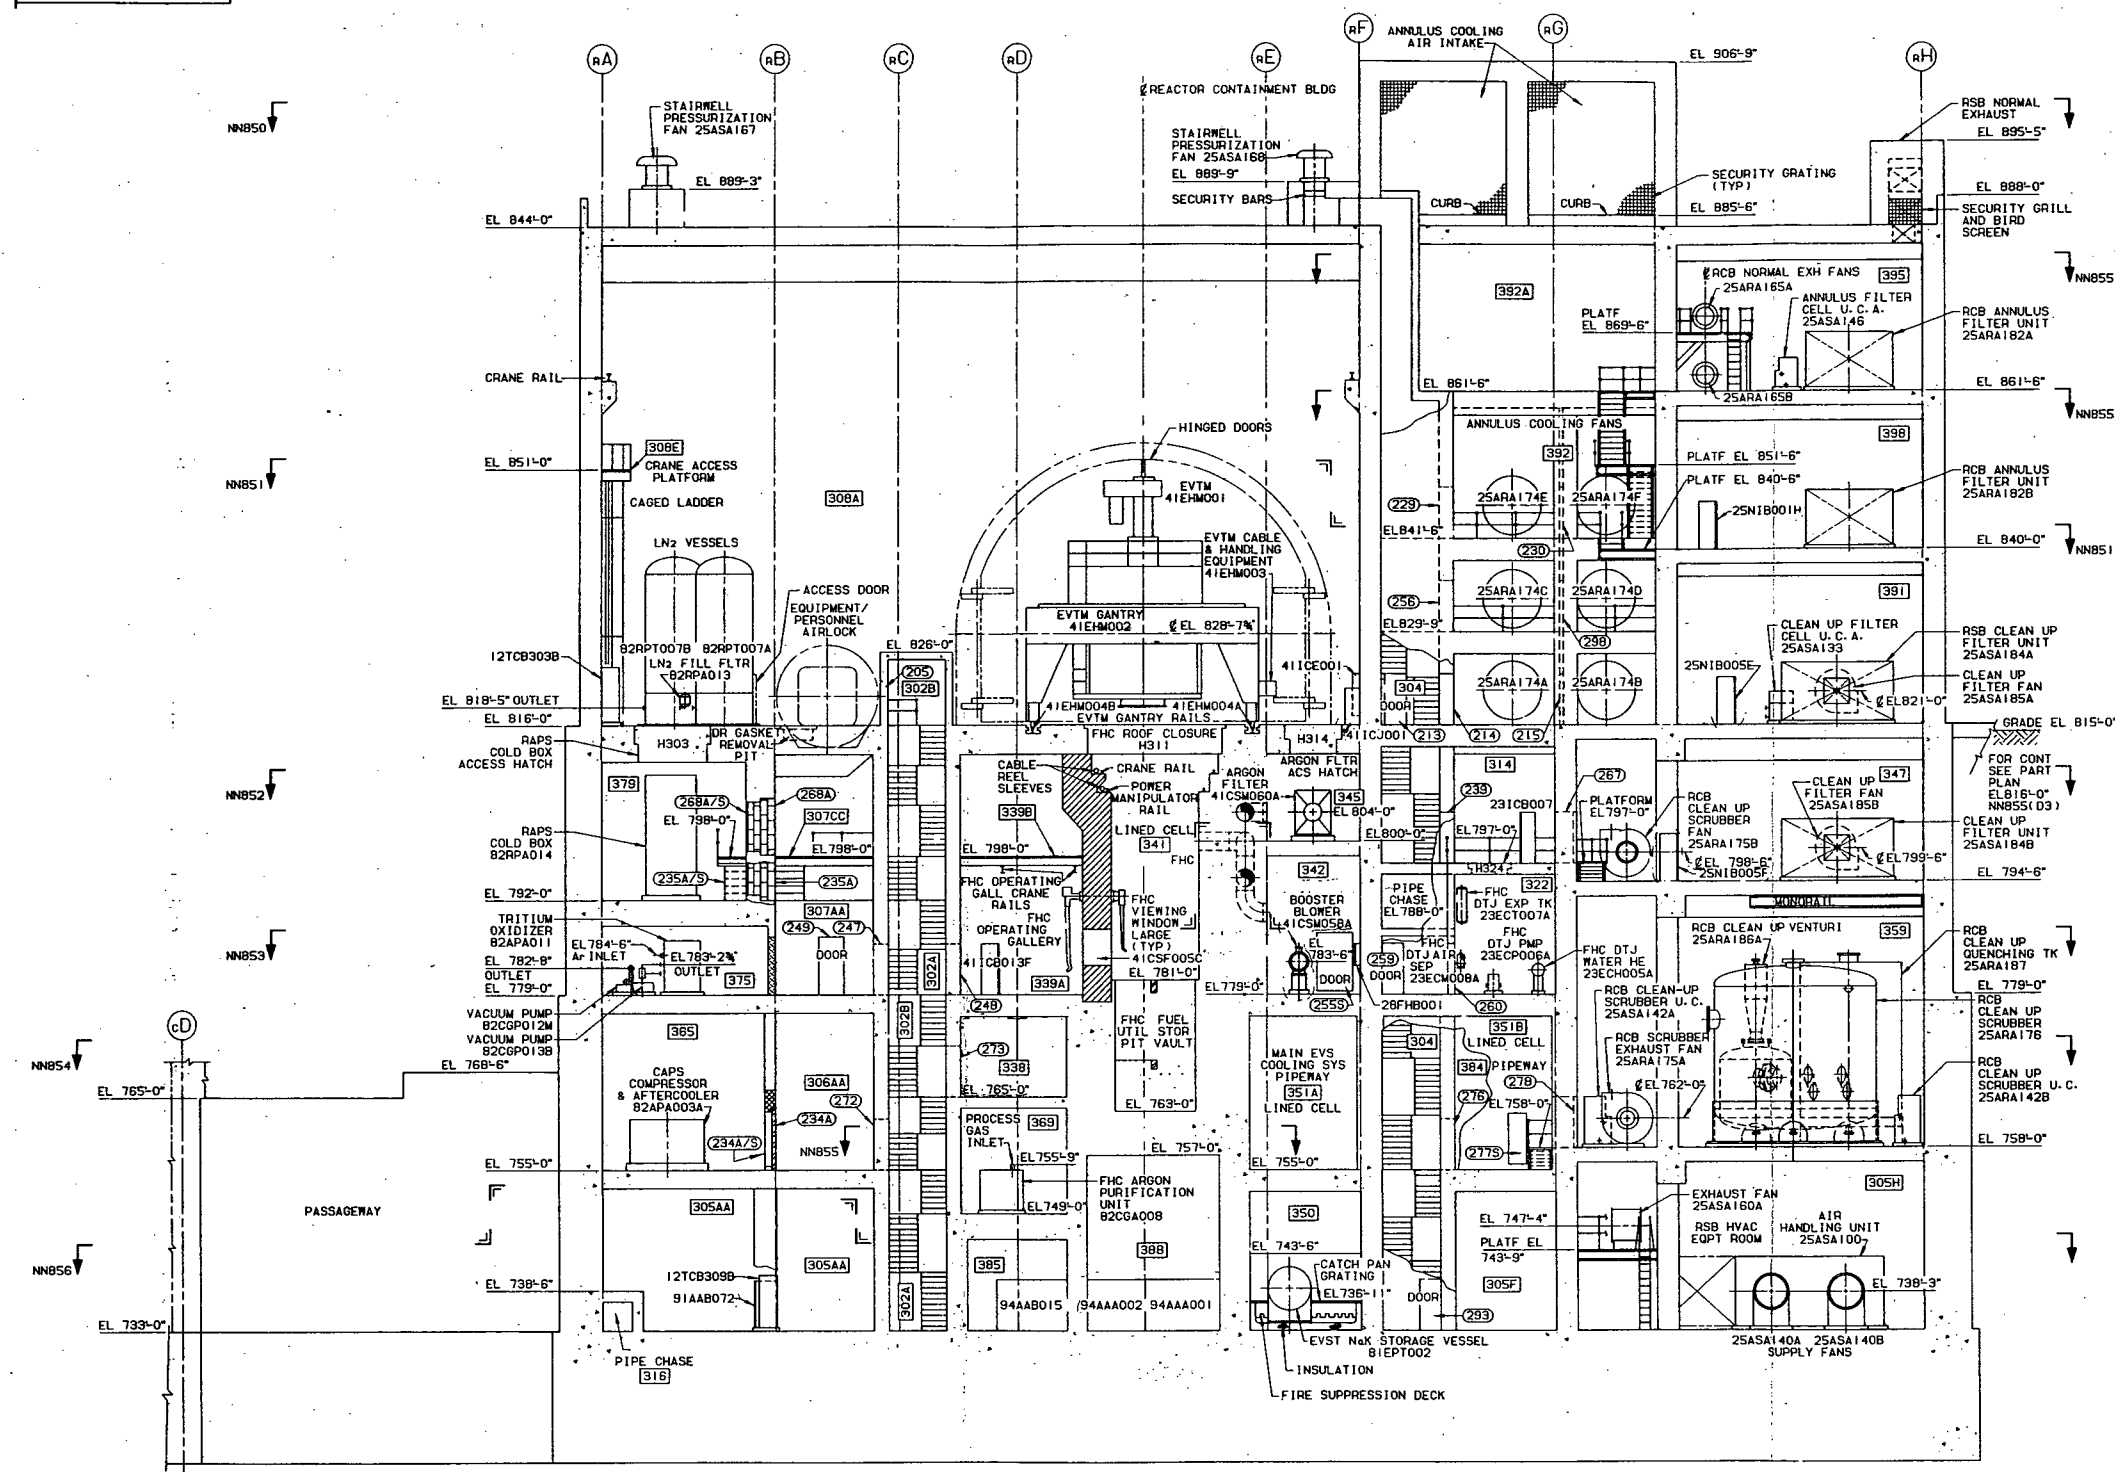 RA
RB
RC
RD
RE
RF
RG
RH
ANNULUS COOLING
AIR INTAKE
EL 906'-9"
℄REACTOR CONTAINMENT BLDG
NN850
STAIRWELL
PRESSURIZATION
FAN 25ASA167
EL 889'-3"
STAIRWELL
PRESSURIZATION
FAN 25ASA168
EL 889'-9"
SECURITY BARS
CURB
CURB
SECURITY GRATING
(TYP)
EL 885'-6"
RSB NORMAL
EXHAUST
EL 895'-5"
EL 888'-0"
SECURITY GRILL
AND BIRD
SCREEN
EL 844'-0"
392A
℄RCB NORMAL EXH FANS
25ARA165A
395
NN855
PLATF
EL 869'-6"
ANNULUS FILTER
CELL U.C.A.
25ASA146
RCB ANNULUS
FILTER UNIT
25ARA182A
CRANE RAIL
EL 861'-6"
25ARA165B
EL 861'-6"
NN855
HINGED DOORS
ANNULUS COOLING FANS
398
392
308E
CRANE ACCESS
PLATFORM
EL 851'-0"
CAGED LADDER
NN851
308A
EVTM
41EHM001
PLATF EL 851'-6"
PLATF EL 840'-6"
RCB ANNULUS
FILTER UNIT
25ARA182B
25ARA174E
25ARA174F
229
25NIB001H
EL841'-6"
230
EL 840'-0"
NN851
LN2 VESSELS
EVTM CABLE
& HANDLING
EQUIPMENT
41EHM003
ACCESS DOOR
EQUIPMENT/
PERSONNEL
AIRLOCK
EVTM GANTRY
41EHM002
℄EL 828'-7¾"
256
25ARA174C
25ARA174D
EL829'-9"
298
391
CLEAN UP FILTER
CELL U.C.A.
25ASA133
RSB CLEAN UP
FILTER UNIT
25ASA184A
12TCB303B
82RPT007B 82RPT007A
LN2 FILL FLTR
82RPA013
EL 826'-0"
205
302B
41ICE001
304
DOOR
25ARA174A
25ARA174B
25NIB005E
CLEAN UP
FILTER FAN
25ASA185A
℄EL821'-0"
EL 818'-5" OUTLET
EL 816'-0"
41EHM004B
41EHM004A
EVTM GANTRY RAILS
GRADE EL 815'-0"
RAPS
COLD BOX
ACCESS HATCH
H303
DR GASKET
REMOVAL
PIT
FHC ROOF CLOSURE
H311
H314
41ICJ001
213
214
215
FOR CONT
SEE PART
PLAN
EL816'-0"
NN855(D3)
NN852
379
CABLE
REEL
SLEEVES
CRANE RAIL
POWER
MANIPULATOR
RAIL
ARGON
FILTER
41CSM060A
ARGON FLTR
ACS HATCH
345
314
267
347
268A/S
268A
EL 798'-0"
307CC
EL798'-0"
339B
LINED CELL
341
FHC
EL804'-0"
EL800'-0"
239
23ICB007
EL797'-0"
PLATFORM
EL797'-0"
RCB
CLEAN UP
SCRUBBER
FAN
25ARA175B
CLEAN UP
FILTER FAN
25ASA185B
CLEAN UP
FILTER UNIT
25ASA184B
℄EL 798'-6"
25NIB005F
℄EL799'-6"
RAPS
COLD BOX
82RPA014
EL 798'-0"
235A/S
235A
FHC OPERATING
GALL CRANE
RAILS
342
H324
322
EL 794'-6"
EL 792'-0"
307AA
249
247
DOOR
FHC
OPERATING
GALLERY
FHC
VIEWING
WINDOW
LARGE
(TYP)
41CSF005C
BOOSTER
BLOWER
41CSM058A
PIPE
CHASE
EL788'-0"
FHC
DTJ EXP TK
23ECT007A
MONORAIL
TRITIUM
OXIDIZER
82APA011
EL784'-6"
Ar INLET
EL783'-2¾"
OUTLET
NN853
EL 782'-8"
OUTLET
EL 779'-0"
375
302A
41ICB013F
339A
EL 781'-0"
EL
783'-6"
DOOR
259
DOOR
FHC
DTJ AIR
SEP
23ECM008A
FHC
DTJ PMP
23ECP006A
FHC DTJ
WATER HE
23ECH005A
RCB CLEAN UP VENTURI
25ARA186A
359
RCB
CLEAN UP
QUENCHING TK
25ARA187
NN853
EL779'-0"
255S
28FHB001
260
EL 779'-0"
VACUUM PUMP
82CGP012M
VACUUM PUMP
82CGP013B
248
302B
365
FHC FUEL
UTIL STOR
PIT VAULT
351B
LINED CELL
RCB CLEAN-UP
SCRUBBER U.C.
25ASA142A
RCB
CLEAN UP
SCRUBBER
25ARA176
CD
NN854
EL 768'-6"
EL 765'-0"
CAPS
COMPRESSOR
& AFTERCOOLER
82APA003A
306AA
272
273
338
EL765'-0"
EL 763'-0"
MAIN EVS
COOLING SYS
PIPEWAY
351A
LINED CELL
304
384
PIPEWAY
278
276
EL758'-0"
RCB SCRUBBER
EXHAUST FAN
25ARA175A
℄EL762'-0"
RCB
CLEAN UP
SCRUBBER U.C.
25ARA142B
NN854
234A
234A/S
NN855
PROCESS
GAS
INLET
369
EL 757'-0"
EL755'-9"
EL 755'-0"
EL 755'-0"
277S
EL 758'-0"
PASSAGEWAY
305AA
FHC ARGON
PURIFICATION
UNIT
82CGA008
EL749'-0"
350
EXHAUST FAN
25ASA160A
305H
EL 747'-4"
PLATF EL
743'-9"
RSB HVAC
EQPT ROOM
AIR
HANDLING UNIT
25ASA100
NN856
305AA
385
388
EL 743'-6"
CATCH PAN
GRATING
EL736'-11"
305F
DOOR
EL 738'-6"
12TCB309B
91AAB072
302A
94AAB015
94AAA002 94AAA001
EL 738'-3"
293
EL 733'-0"
PIPE CHASE
316
EVST NaK STORAGE VESSEL
81EPT002
INSULATION
FIRE SUPPRESSION DECK
25ASA140A 25ASA140B
SUPPLY FANS